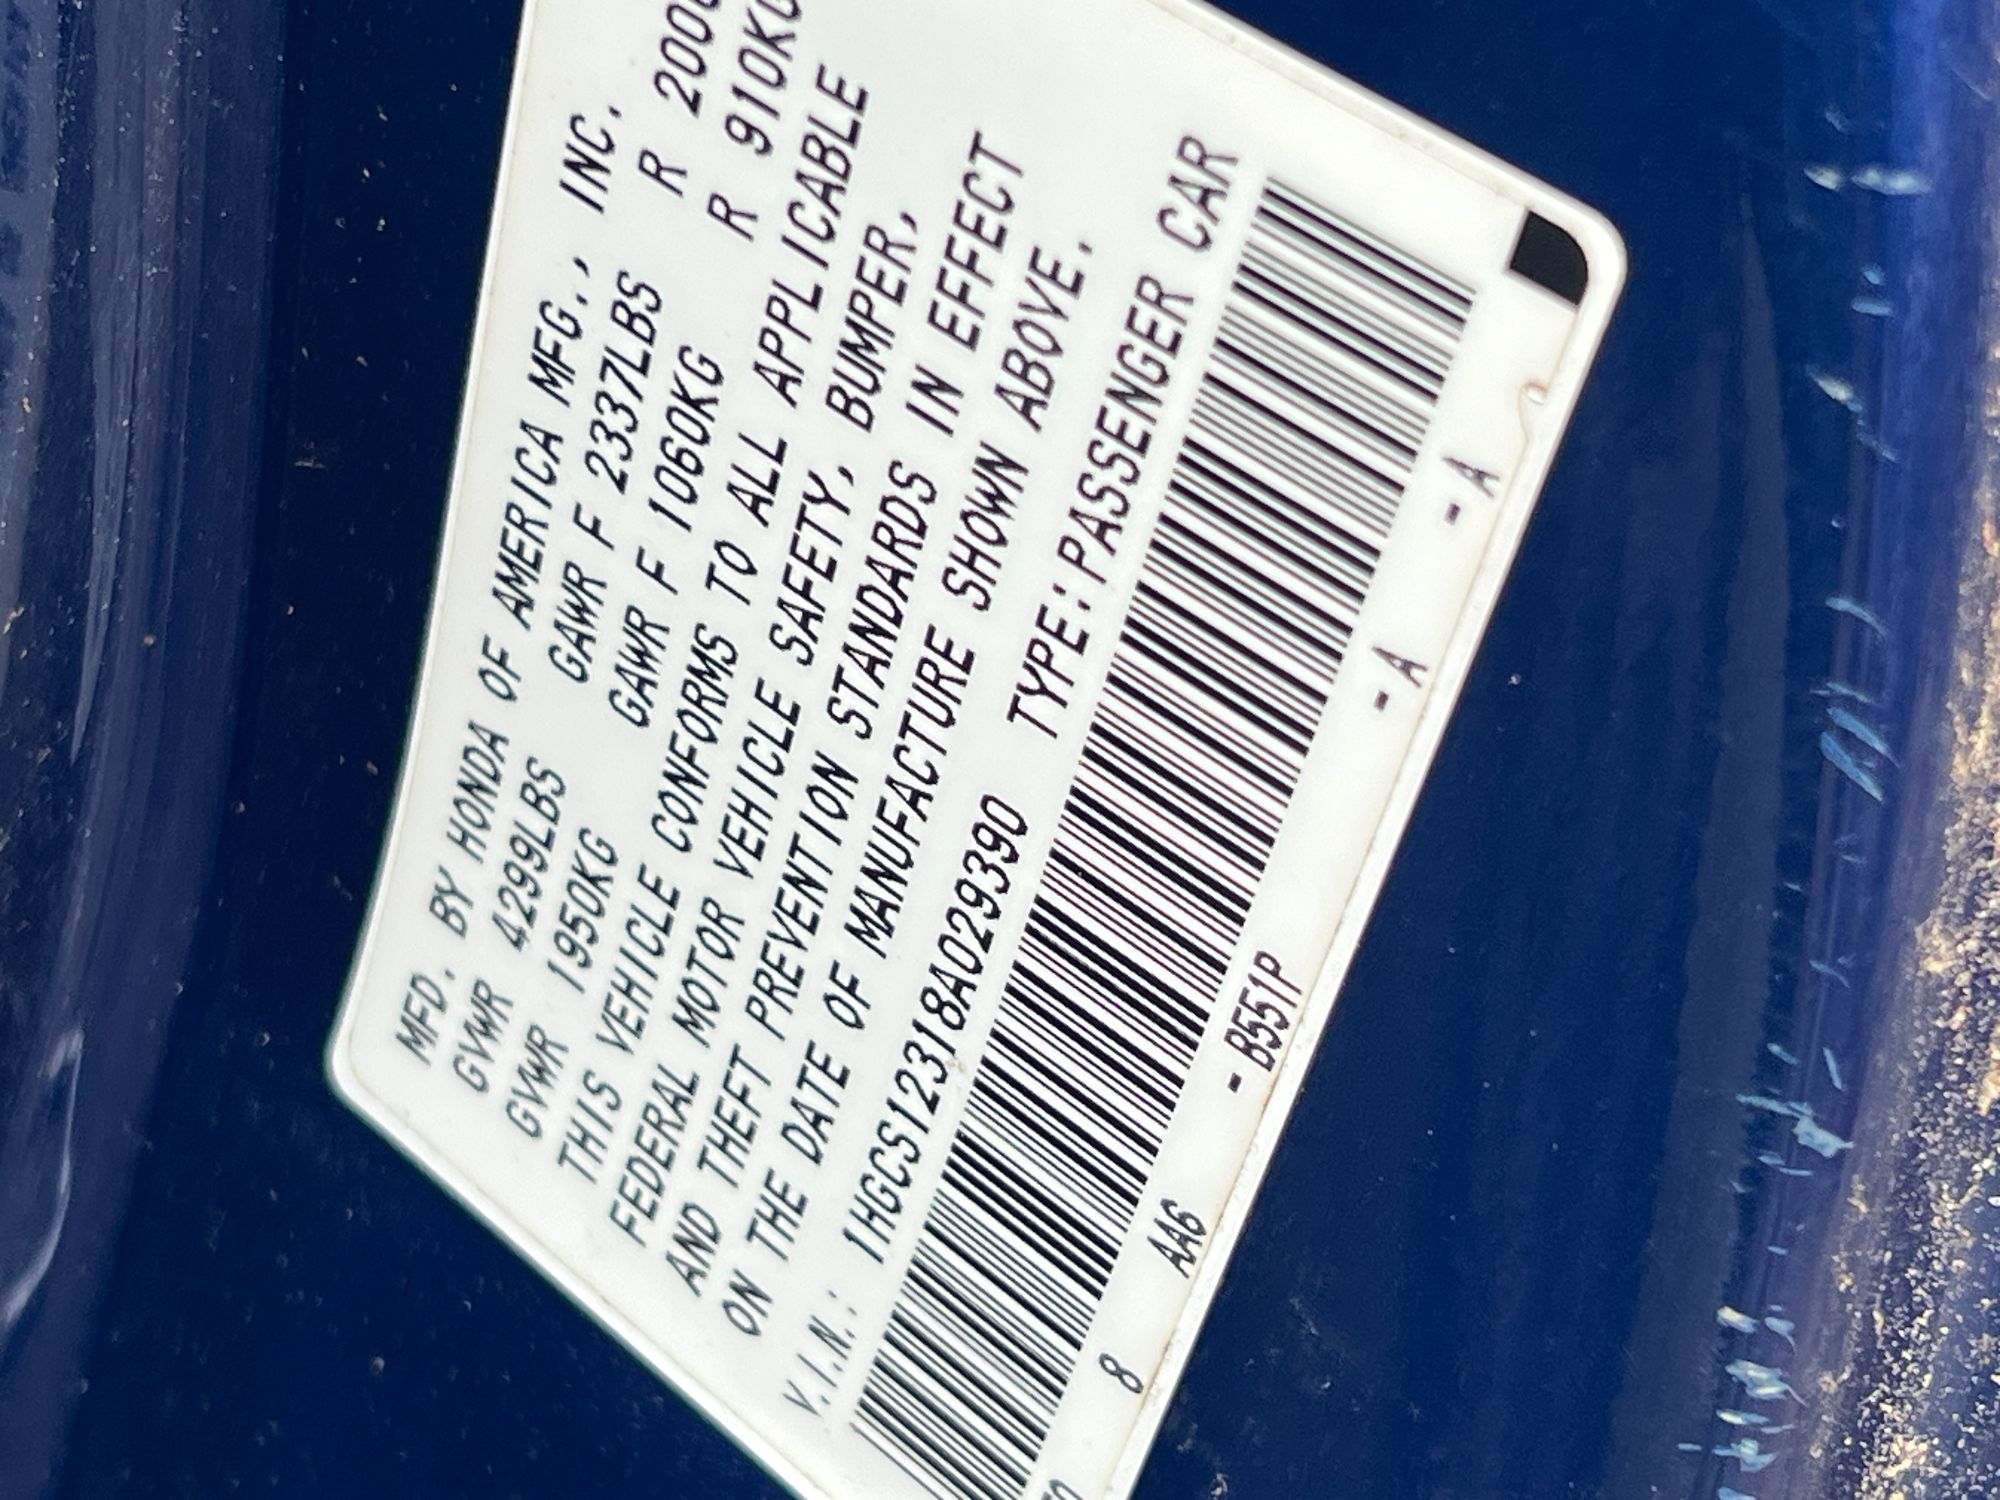 MFD. BY HONDA OF AMERICA MFG., INC.
GVWR 4299LBS GAWR F 2337LBS R
GVWR 1950KG GAWR F 1060KG R 910KG
THIS VEHICLE CONFORMS TO ALL APPLICABLE
FEDERAL MOTOR VEHICLE SAFETY, BUMPER,
AND THEFT PREVENTION STANDARDS IN EFFECT
ON THE DATE OF MANUFACTURE SHOWN ABOVE.
V.I.N.: 1HGCS12318A029390 TYPE:PASSENGER CAR
8 AA6 -B551P -A -A